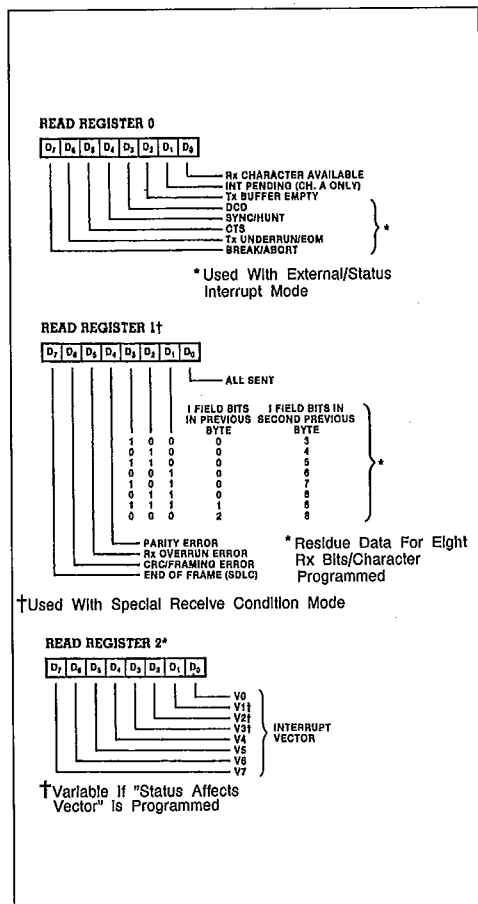 READ REGISTER 0
D7 D6 D5 D4 D3 D2 D1 D0
Rx CHARACTER AVAILABLE
INT PENDING (CH. A ONLY)
Tx BUFFER EMPTY
DCD
SYNC/HUNT
CTS
Tx UNDERRUN/EOM
BREAK/ABORT
*
* Used With External/Status
Interrupt Mode
READ REGISTER 1†
D7 D6 D5 D4 D3 D2 D1 D0
ALL SENT
I FIELD BITS IN PREVIOUS BYTE
I FIELD BITS IN SECOND PREVIOUS BYTE
1 0 0 0 3
0 1 0 0 4
1 1 0 0 5
0 0 1 0 6
1 0 1 0 7
0 1 1 0 8
1 1 1 1 8
0 0 0 2 8
*
PARITY ERROR
Rx OVERRUN ERROR
CRC/FRAMING ERROR
END OF FRAME (SDLC)
* Residue Data For Eight
Rx Bits/Character
Programmed
†Used With Special Receive Condition Mode
READ REGISTER 2*
D7 D6 D5 D4 D3 D2 D1 D0
V0
V1†
V2†
V3†
V4
V5
V6
V7
INTERRUPT
VECTOR
†Variable If "Status Affects
Vector" is Programmed